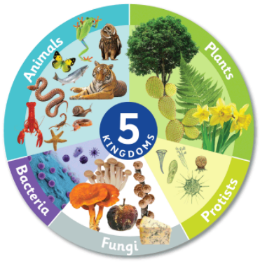 Animals
Plants
5
KINGDOMS
Bacteria
Protists
Fungi